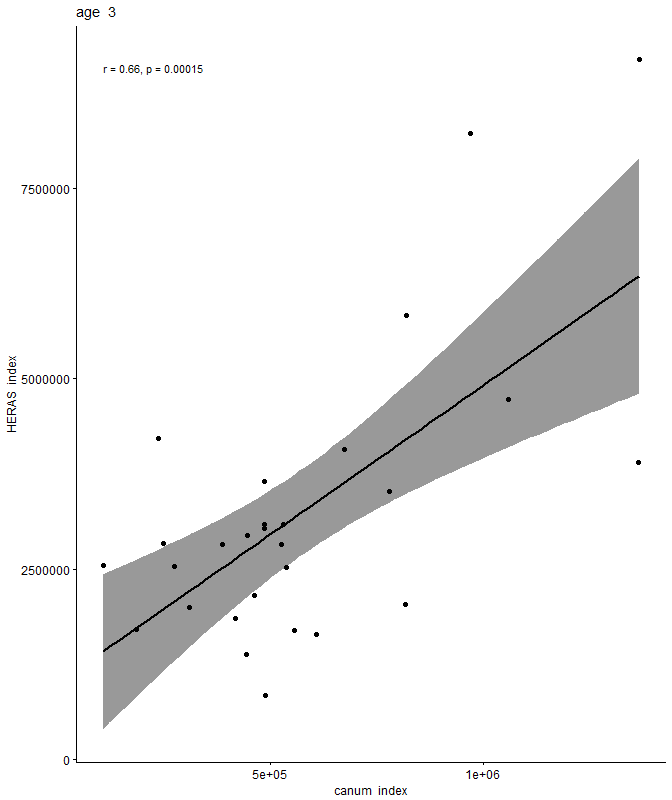 age 3
r = 0.66, p = 0.00015
7500000
5000000
2500000
0
HERAS index
5e+05
1e+06
canum index